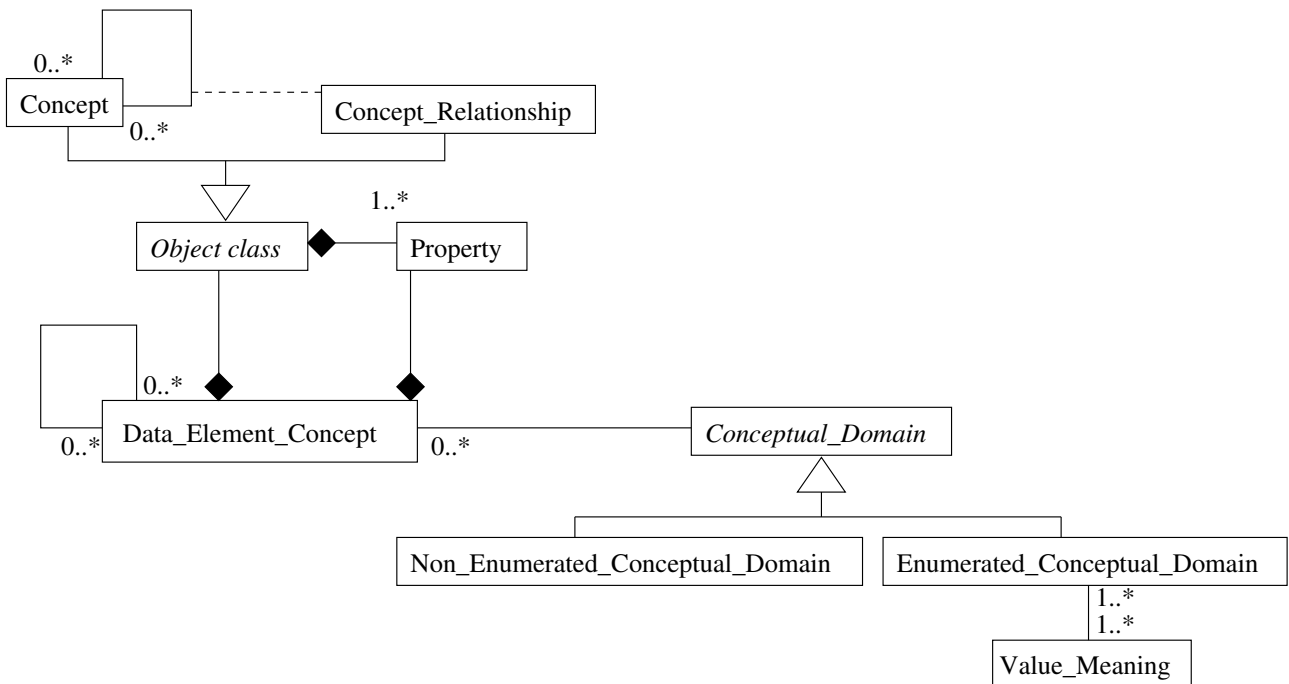 0..*
Concept
0..*
Concept_Relationship
1..*
Object class
Property
0..*
0..*
Data_Element_Concept
0..*
Conceptual_Domain
Non_Enumerated_Conceptual_Domain
Enumerated_Conceptual_Domain
1..*
1..*
Value_Meaning